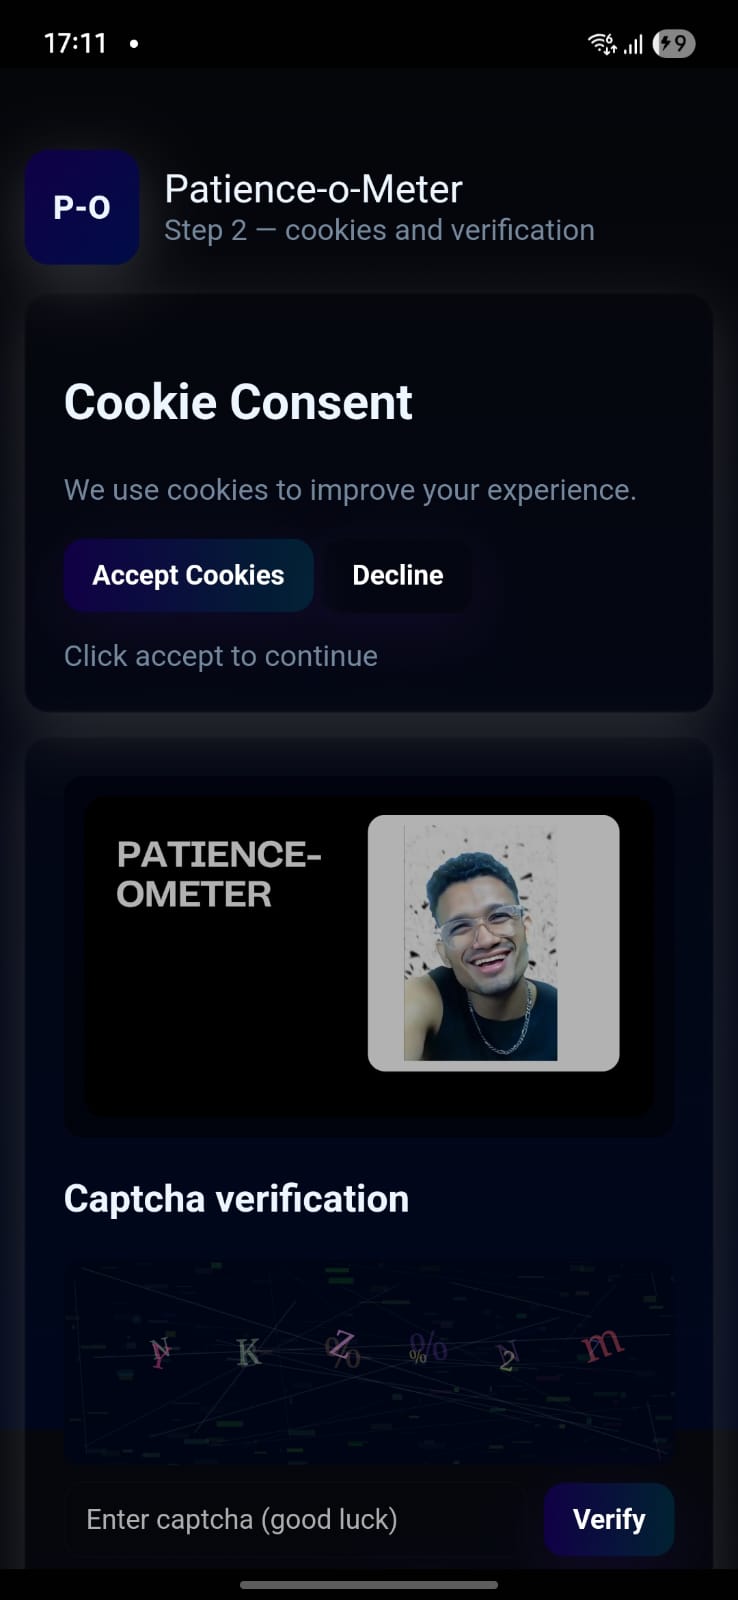 17:11
9
P-O
Patience-o-Meter
Step 2 — cookies and verification
Cookie Consent
We use cookies to improve your experience.
Accept Cookies Decline
Click accept to continue
PATIENCE-
OMETER
Captcha verification
Enter captcha (good luck) Verify